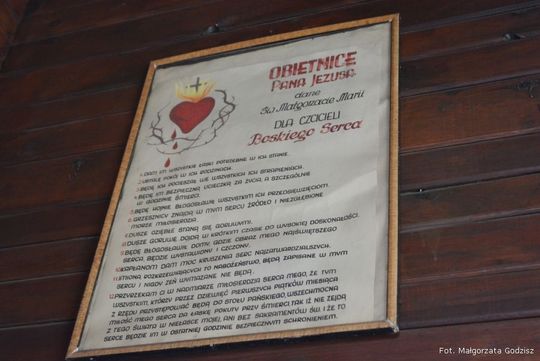 OBIETNICE
PANA JEZUSA
dane
Św. Małgorzacie Marii
DLA CZCICIELI
Boskiego Serca
1. DAM IM WSZYSTKIE ŁASKI POTRZEBNE W ICH STANIE.
2. USTALĘ POKÓJ W ICH RODZINACH.
3. BĘDĘ ICH POCIESZAŁ WE WSZYSTKICH ICH STRAPIENIACH.
4. BĘDĘ IM BEZPIECZNĄ UCIECZKĄ ZA ŻYCIA, A SZCZEGÓLNIE
W GODZINIE ŚMIERCI.
5. BĘDĘ HOJNIE BŁOGOSŁAWIŁ WSZYSTKIM ICH PRZEDSIĘWZIĘCIOM.
6. GRZESZNICY ZNAJDĄ W MYM SERCU ŹRÓDŁO I NIEZGŁĘBIONE
MORZE MIŁOSIERDZIA.
7. DUSZE OZIĘBŁE STANĄ SIĘ GORLIWYMI.
8. DUSZE GORLIWE DOJDĄ W KRÓTKIM CZASIE DO WYSOKIEJ DOSKONAŁOŚCI.
9. BĘDĘ BŁOGOSŁAWIŁ DOMY, GDZIE OBRAZ MEGO NAJŚWIĘTSZEGO
SERCA, BĘDZIE WYSTAWIONY I CZCZONY.
10. KAPŁANOM DAM MOC KRUSZENIA SERC NAJZATWARDZIALSZYCH.
11. IMIONA ROZKRZEWIAJĄCYCH TO NABOŻEŃSTWO, BĘDĄ ZAPISANE W MYM
SERCU I NIGDY ZEŃ WYMAZANE NIE BĘDĄ.
12. PRZYRZEKAM CI W NADMIARZE MIŁOSIERDZIA SERCA MEGO, ŻE TYM
WSZYSTKIM, KTÓRZY PRZEZ DZIEWIĘĆ PIERWSZYCH PIĄTKÓW MIESIĄCA
Z RZĘDU PRZYSTĘPOWAĆ BĘDĄ DO STOŁU PAŃSKIEGO, WSZECHMOCNA
MIŁOŚĆ MEGO SERCA DA ŁASKĘ POKUTY PRZY ŚMIERCI, TAK IŻ NIE ZEJDĄ
Z TEGO ŚWIATA W NIEŁASCE MOJEJ, ANI BEZ SAKRAMENTÓW ŚW. I ŻE TO
SERCE BĘDZIE IM W OSTATNIEJ GODZINIE BEZPIECZNYM SCHRONIENIEM.
Fot. Małgorzata Godzisz